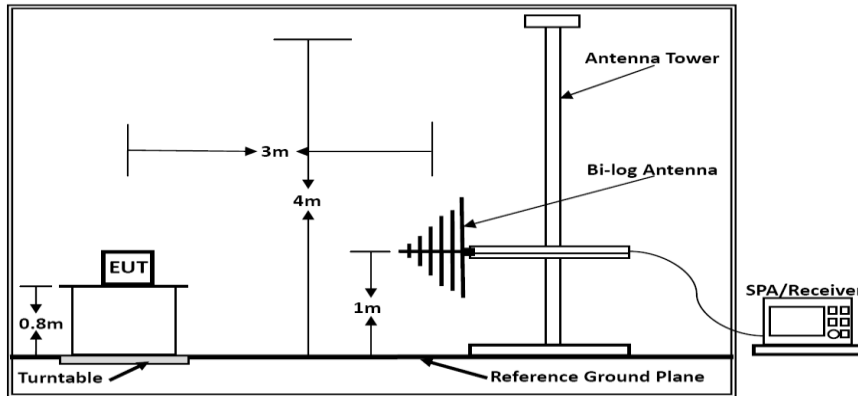 Antenna Tower
3m
Bi-log Antenna
4m
EUT
SPA/Receiver
0.8m
1m
Turntable
Reference Ground Plane